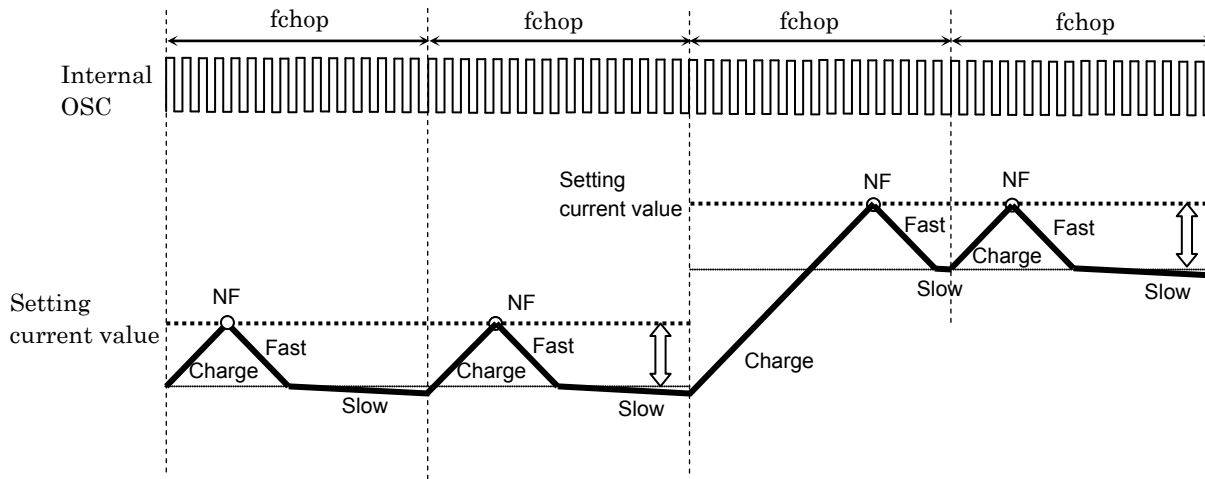 fchop fchop fchop fchop
Internal
OSC
Setting
current value
NF
NF
Fast
Fast
Charge
Slow
Slow
Charge
Setting
current value
NF
NF
Fast
Fast
Charge
Charge
Slow
Slow